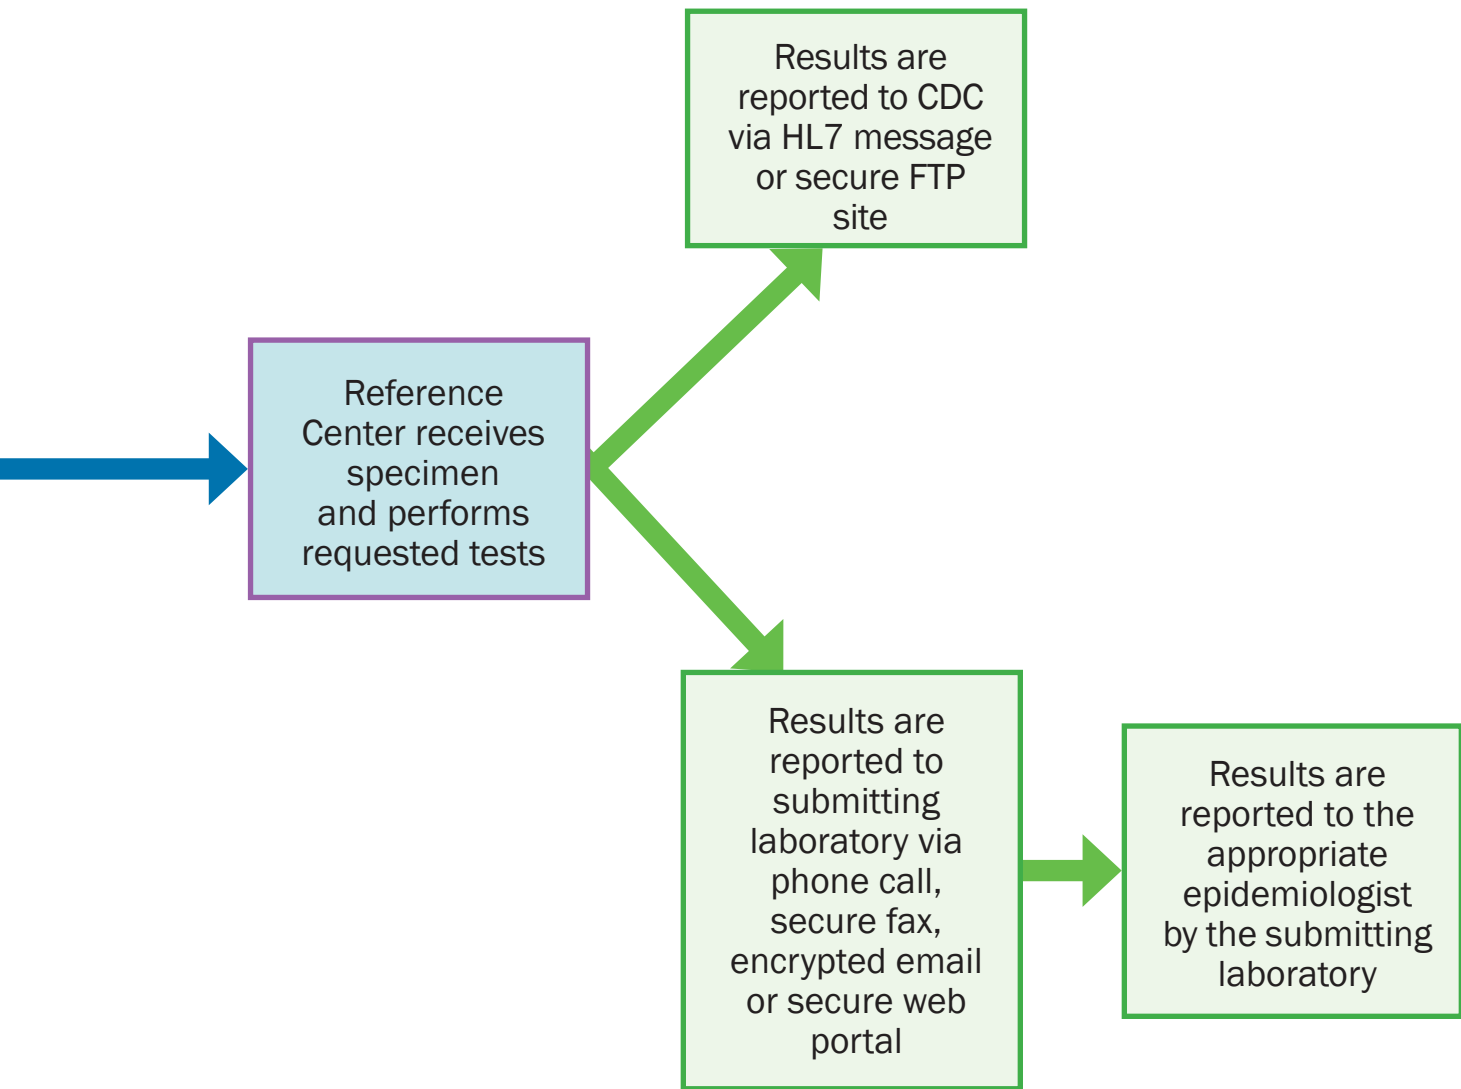 Results are
reported to CDC
via HL7 message
or secure FTP
site
Reference
Center receives
specimen
and performs
requested tests
Results are
reported to
submitting
laboratory via
phone call,
secure fax,
encrypted email
or secure web
portal
Results are
reported to the
appropriate
epidemiologist
by the submitting
laboratory